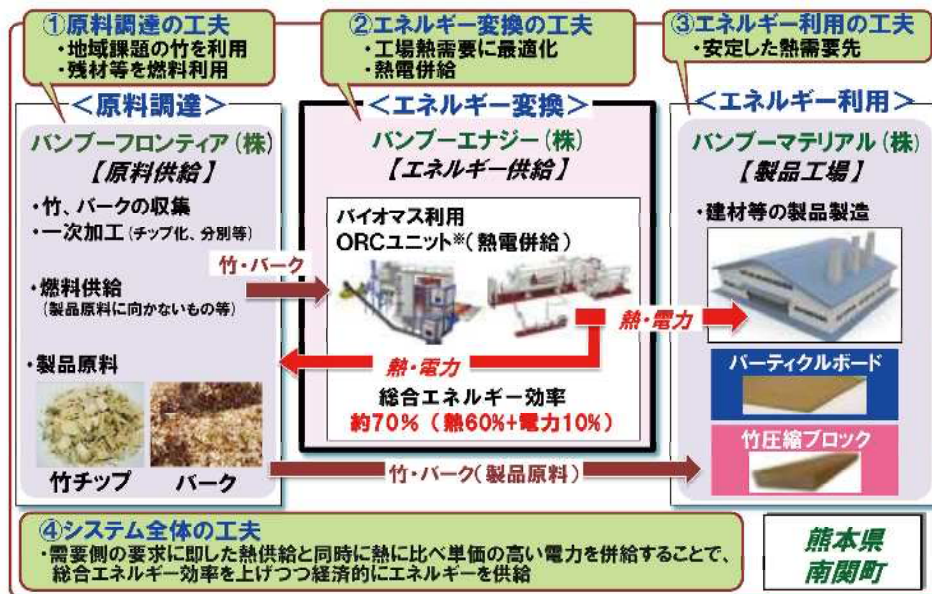 ①原料調達の工夫
・地域課題の竹を利用
・残材等を燃料利用
②エネルギー変換の工夫
・工場熱需要に最適化
・熱電併給
③エネルギー利用の工夫
・安定した熱需要先
＜原料調達＞
バンブーフロンティア(株)
【原料供給】
・竹、バークの収集
・一次加工(チップ化、分別等)
・燃料供給
(製品原料に向かないもの等)
・製品原料
竹チップ
バーク
竹・バーク
＜エネルギー変換＞
バンブーエナジー(株)
【エネルギー供給】
バイオマス利用
ORCユニット※(熱電併給)
熱・電力
熱・電力
総合エネルギー効率
約70％（熱60％+電力10％）
竹・バーク(製品原料)
＜エネルギー利用＞
バンブーマテリアル(株)
【製品工場】
・建材等の製品製造
パーティクルボード
竹圧縮ブロック
④システム全体の工夫
・需要側の要求に即した熱供給と同時に熱に比べ単価の高い電力を併給することで、
総合エネルギー効率を上げつつ経済的にエネルギーを供給
熊本県
南関町